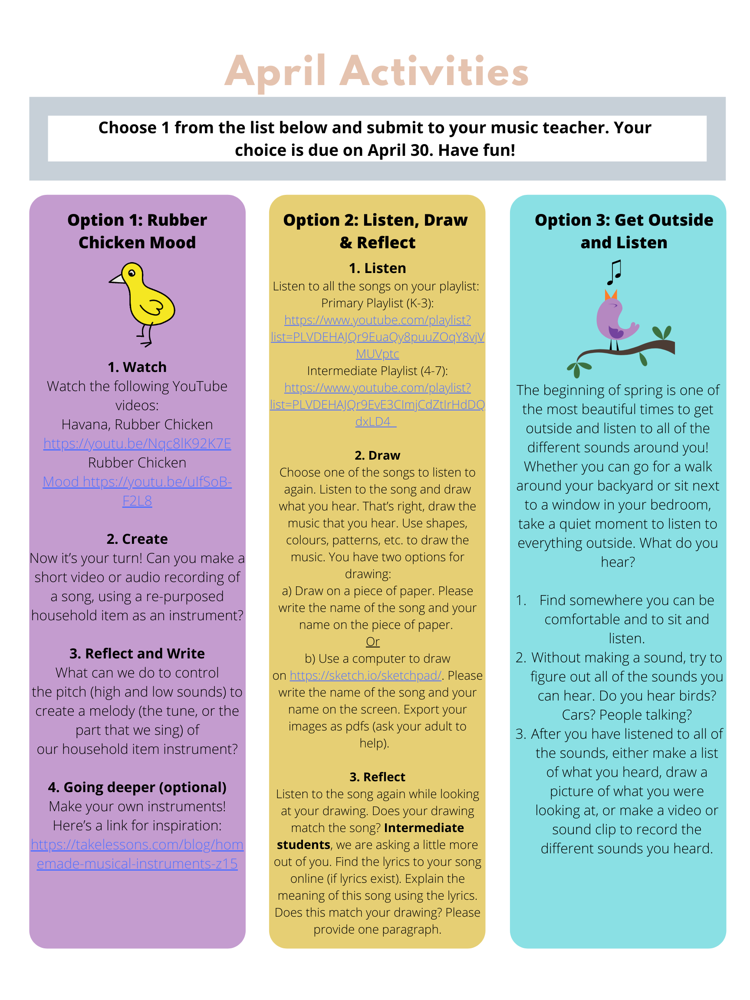 April Activities
Choose 1 from the list below and submit to your music teacher. Your
choice is due on April 30. Have fun!
Option 1: Rubber
Chicken Mood
1. Watch
Watch the following YouTube
videos:
Havana, Rubber Chicken
https://youtu.be/Nqc8lK92K7E
Rubber Chicken
Mood https://youtu.be/uIfSoB-
F2L8
2. Create
Now it’s your turn! Can you make a
short video or audio recording of
a song, using a re-purposed
household item as an instrument?
3. Reflect and Write
What can we do to control
the pitch (high and low sounds) to
create a melody (the tune, or the
part that we sing) of
our household item instrument?
4. Going deeper (optional)
Make your own instruments!
Here’s a link for inspiration:
https://takelessons.com/blog/hom
emade-musical-instruments-z15
Option 2: Listen, Draw
& Reflect
1. Listen
Listen to all the songs on your playlist:
Primary Playlist (K-3):
https://www.youtube.com/playlist?
list=PLVDEHAJQr9EuaQy8puuZOqY8vjV
MUVptc
Intermediate Playlist (4-7):
https://www.youtube.com/playlist?
list=PLVDEHAJQr9EvE3CImjCdZtIrHdDQ
dxLD4
2. Draw
Choose one of the songs to listen to
again. Listen to the song and draw
what you hear. That’s right, draw the
music that you hear. Use shapes,
colours, patterns, etc. to draw the
music. You have two options for
drawing:
a) Draw on a piece of paper. Please
write the name of the song and your
name on the piece of paper.
Or
b) Use a computer to draw
on https://sketch.io/sketchpad/. Please
write the name of the song and your
name on the screen. Export your
images as pdfs (ask your adult to
help).
3. Reflect
Listen to the song again while looking
at your drawing. Does your drawing
match the song? Intermediate
students, we are asking a little more
out of you. Find the lyrics to your song
online (if lyrics exist). Explain the
meaning of this song using the lyrics.
Does this match your drawing? Please
provide one paragraph.
Option 3: Get Outside
and Listen
The beginning of spring is one of
the most beautiful times to get
outside and listen to all of the
different sounds around you!
Whether you can go for a walk
around your backyard or sit next
to a window in your bedroom,
take a quiet moment to listen to
everything outside. What do you
hear?
1. Find somewhere you can be
comfortable and to sit and
listen.
2. Without making a sound, try to
figure out all of the sounds you
can hear. Do you hear birds?
Cars? People talking?
3. After you have listened to all of
the sounds, either make a list
of what you heard, draw a
picture of what you were
looking at, or make a video or
sound clip to record the
different sounds you heard.